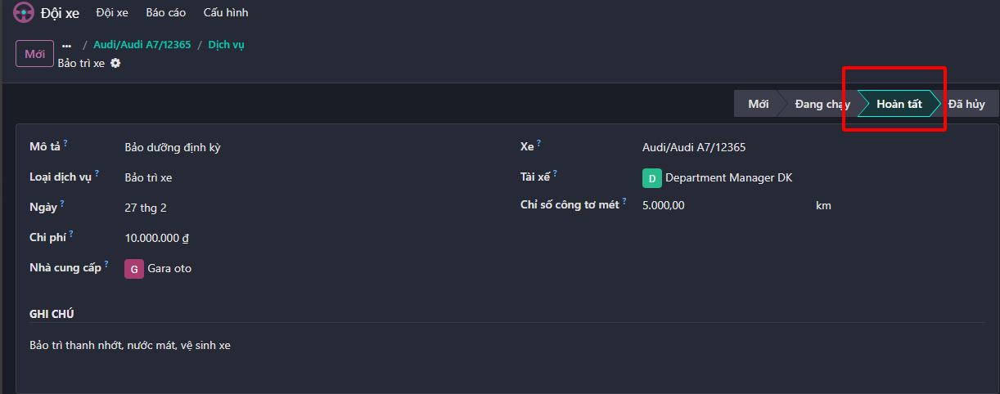 Đội xe Đội xe Báo cáo Cấu hình
Mới ... / Audi/Audi A7/12365 / Dịch vụ
Bảo trì xe
Mới Đang chạy Hoàn tất Đã hủy
Mô tả ? Bảo dưỡng định kỳ Xe ? Audi/Audi A7/12365
Loại dịch vụ ? Bảo trì xe Tài xế ? D Department Manager DK
Ngày ? 27 thg 2 Chỉ số công tơ mét ? 5.000,00 km
Chi phí ? 10.000.000 ₫
Nhà cung cấp ? G Gara oto
GHI CHÚ
Bảo trì thanh nhớt, nước mát, vệ sinh xe